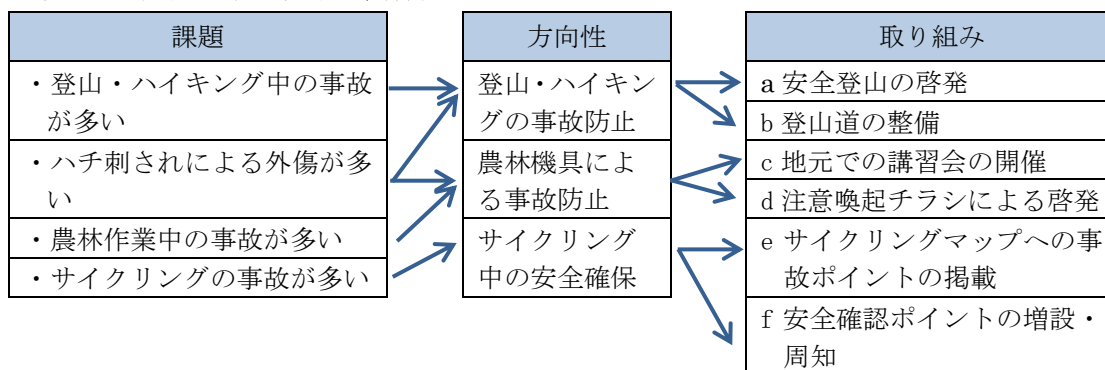 課題
・登山・ハイキング中の事故
が多い
・ハチ刺されによる外傷が多
い
・農林作業中の事故が多い
・サイクリングの事故が多い
方向性
登山・ハイキン
グの事故防止
農林機具によ
る事故防止
サイクリング
中の安全確保
取り組み
a 安全登山の啓発
b 登山道の整備
c 地元での講習会の開催
d 注意喚起チラシによる啓発
e サイクリングマップへの事
故ポイントの掲載
f 安全確認ポイントの増設・
周知